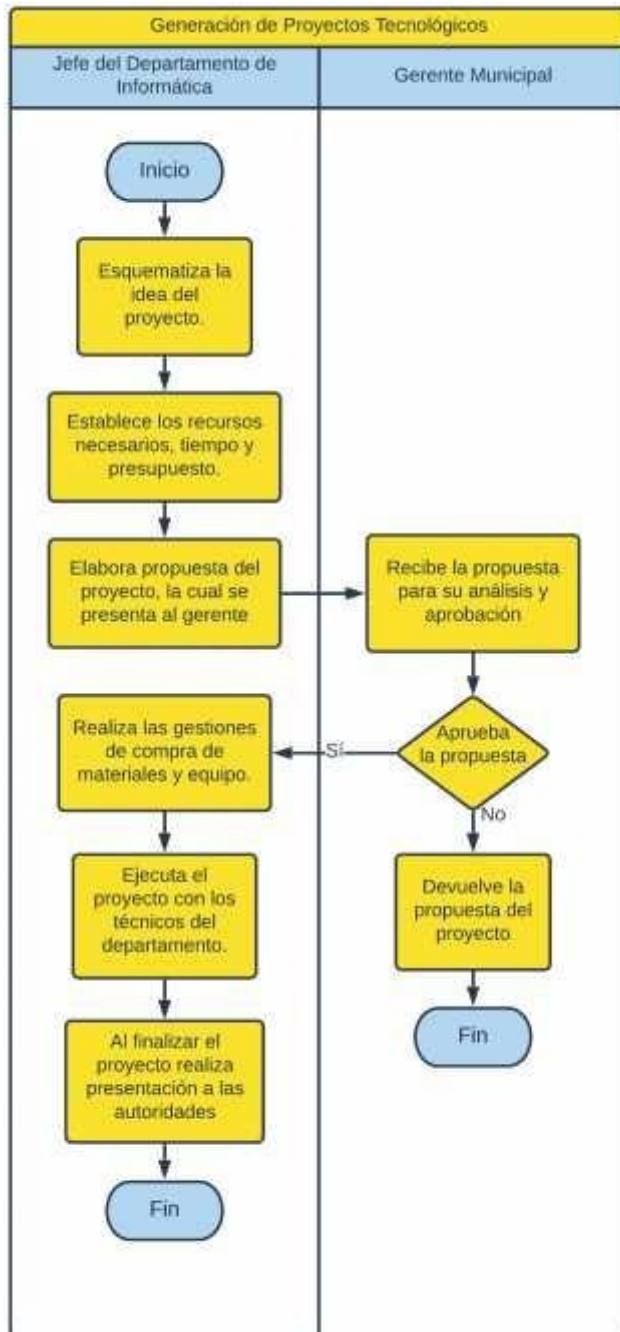 Generación de Proyectos Tecnológicos
Jefe del Departamento de
Informática
Gerente Municipal
Inicio
Esquematiza la
idea del
proyecto.
Establece los recursos
necesarios, tiempo y
presupuesto.
Elabora propuesta del
proyecto, la cual se
presenta al gerente
Recibe la propuesta
para su análisis y
aprobación
Realiza las gestiones
de compra de
materiales y equipo.
Sí
Aprueba
la propuesta
No
Ejecuta el
proyecto con los
técnicos del
departamento.
Devuelve la
propuesta del
proyecto
Al finalizar el
proyecto realiza
presentación a las
autoridades
Fin
Fin